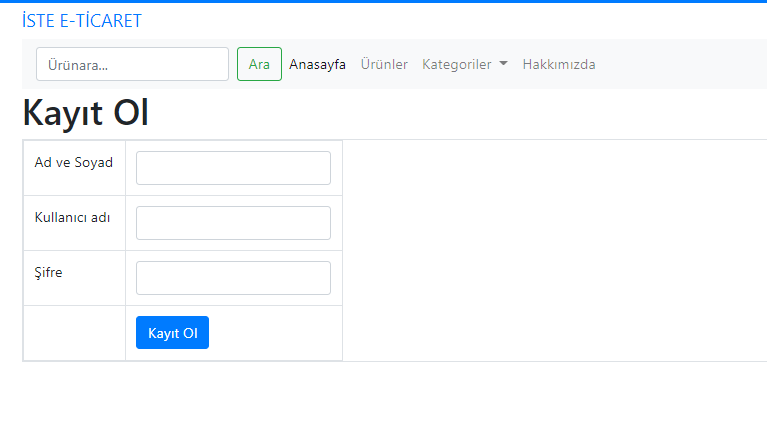 İSTE E-TİCARET
Ürünara... Ara Anasayfa Ürünler Kategoriler Hakkımızda
Kayıt Ol
Ad ve Soyad
Kullanıcı adı
Şifre
Kayıt Ol